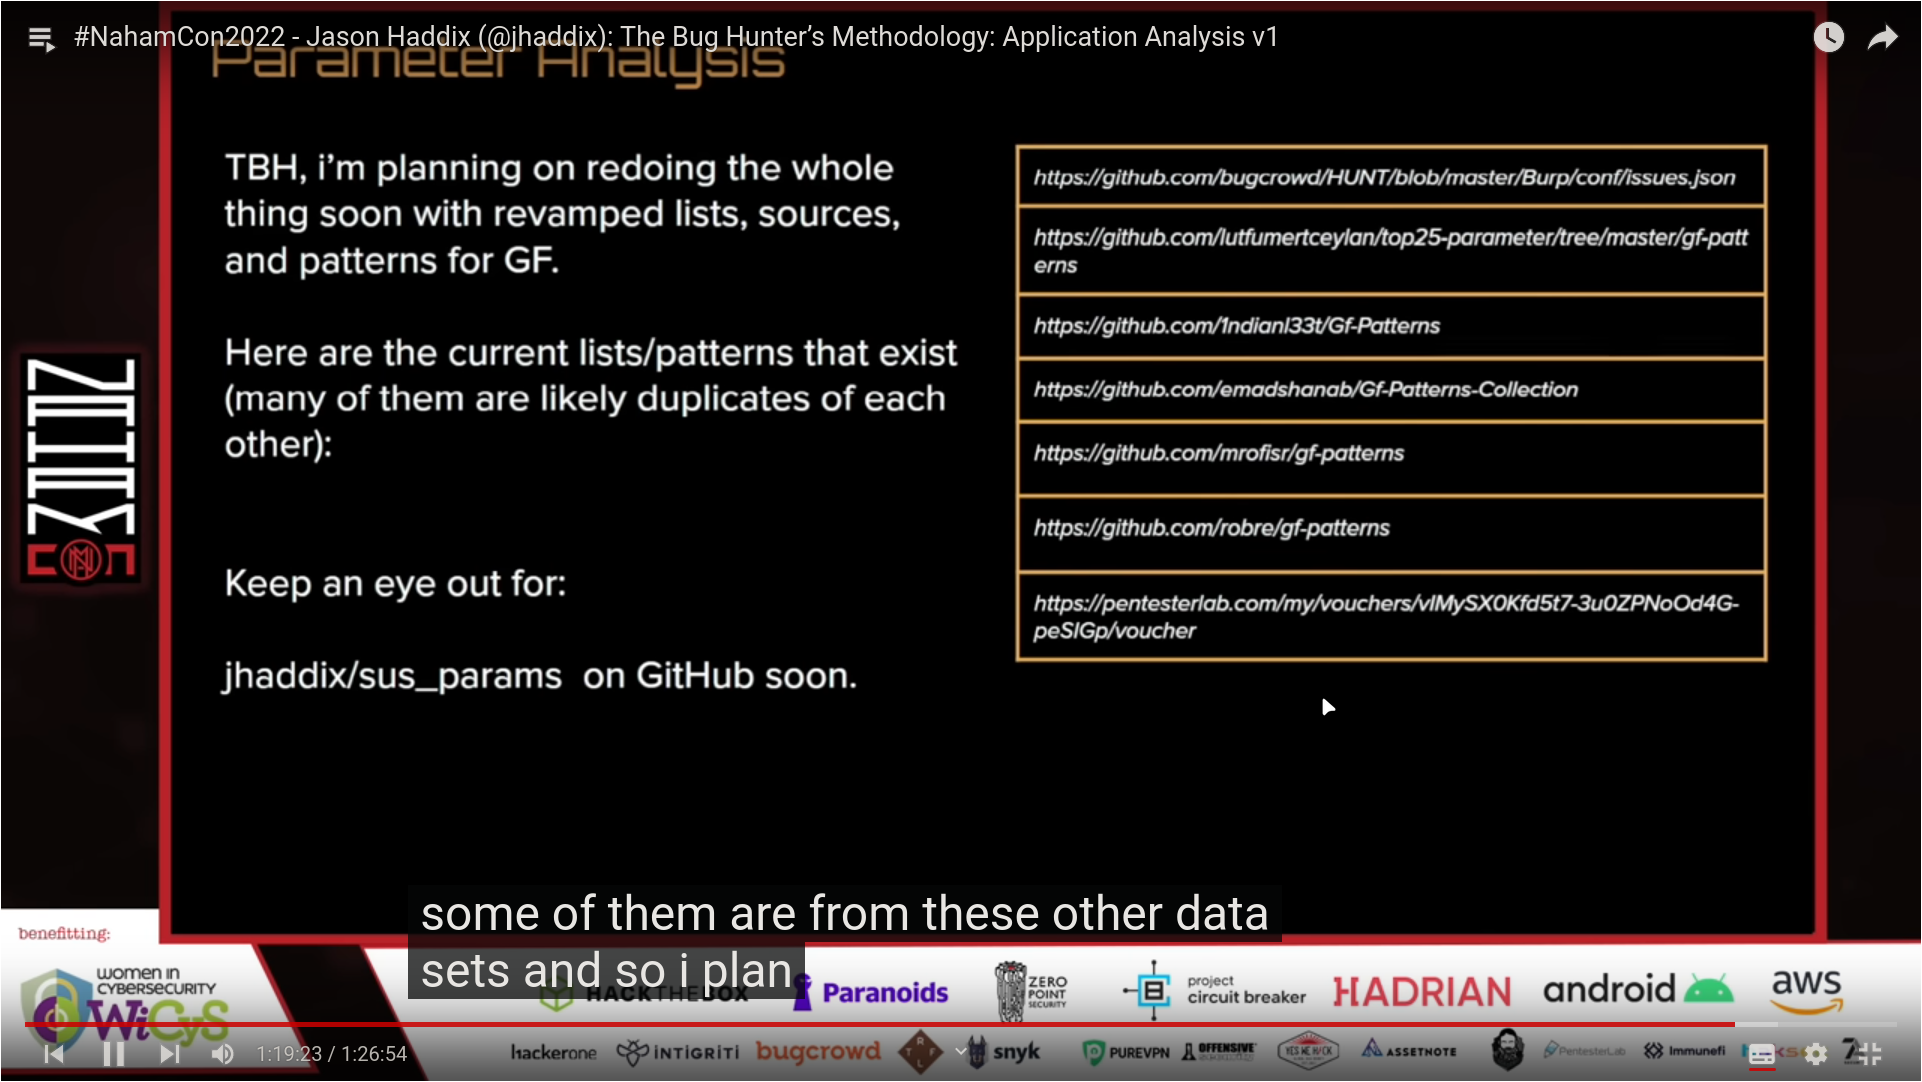 #NahamCon2022 - Jason Haddix (@jhaddix): The Bug Hunter’s Methodology: Application Analysis v1
Parameter Analysis
TBH, i’m planning on redoing the whole
thing soon with revamped lists, sources,
and patterns for GF.
Here are the current lists/patterns that exist
(many of them are likely duplicates of each
other):
Keep an eye out for:
jhaddix/sus_params on GitHub soon.
https://github.com/bugcrowd/HUNT/blob/master/Burp/conf/issues.json
https://github.com/lutfumertceylan/top25-parameter/tree/master/gf-patt
erns
https://github.com/1ndianl33t/Gf-Patterns
https://github.com/emadshanab/Gf-Patterns-Collection
https://github.com/mrofisr/gf-patterns
https://github.com/robre/gf-patterns
https://pentesterlab.com/my/vouchers/vIMySX0Kfd5t7-3u0ZPNoOd4G-
peSIGp/voucher
NAHAM
CON
some of them are from these other data
sets and so i plan
benefitting:
WOMEN IN
CYBERSECURITY
WiCyS
HACKTHEBOX
Paranoids
ZERO
POINT
SECURITY
project
circuit breaker
HADRIAN
android
aws
1:19:23 / 1:26:54
hackerone
INTIGRITI
bugcrowd
snyk
PUREVPN
OFFENSIVE
security
YES WE H/CK
ASSETNOTE
PentesterLab
Immunefi